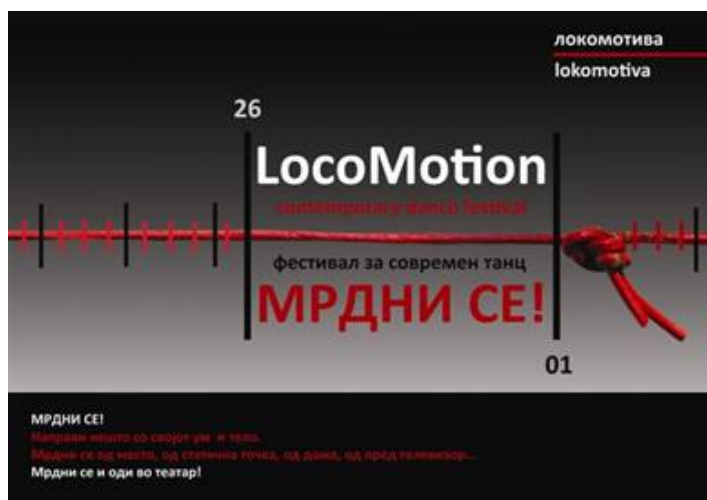 локомотива
lokomotiva
26
LocoMotion
contemporary dance festival
фестивал за современ танц
МРДНИ СЕ!
01
МРДНИ СЕ!
Направи нешто со својот ум и тело.
Мрдни се од место, од статична точка, од дома, од пред телевизор...
Мрдни се и оди во театар!